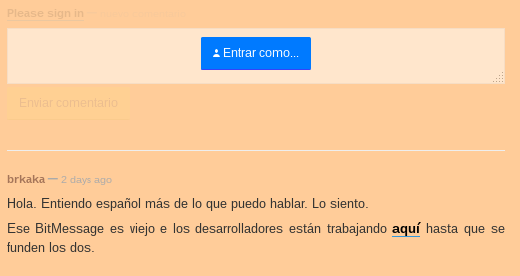 Please sign in
Entrar como...
Enviar comentario
brkaka — 2 days ago
Hola. Entiendo español más de lo que puedo hablar. Lo siento.
Ese BitMessage es viejo e los desarrolladores están trabajando aquí hasta que se
funden los dos.